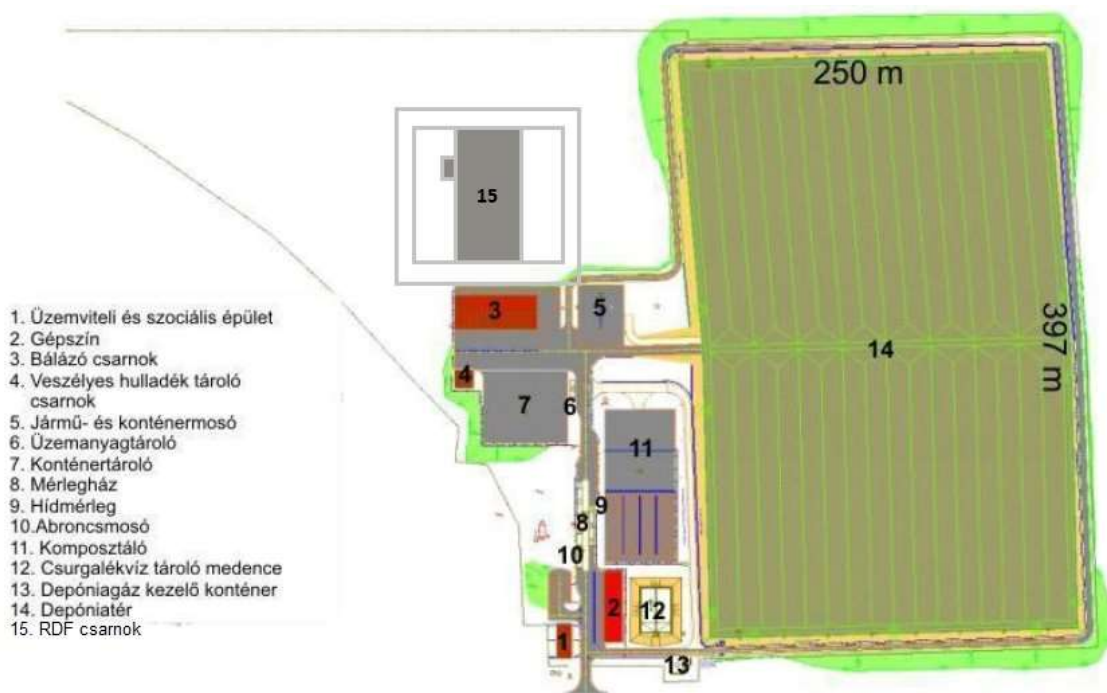 250 m
15
3
5
397 m
14
4
7
6
11
9
8
10
2
12
1
13
1. Üzemviteli és szociális épület
2. Gépszín
3. Bálázó csarnok
4. Veszélyes hulladék tároló
csarnok
5. Jármű- és konténermosó
6. Üzemanyagtároló
7. Konténertároló
8. Mérlegház
9. Hídmérleg
10.Abroncsmosó
11. Komposztáló
12. Csurgalékvíz tároló medence
13. Depóniagáz kezelő konténer
14. Depóniatér
15. RDF csarnok